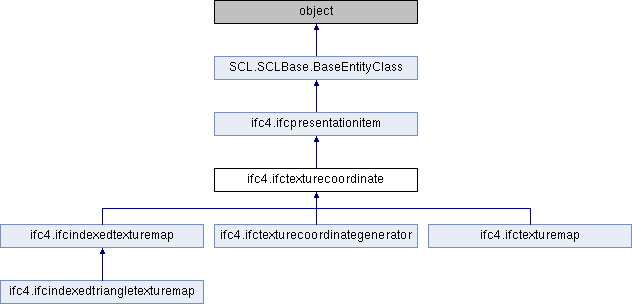 object
SCL.SCLBase.BaseEntityClass
ifc4.ifcpresentationitem
ifc4.ifctexturecoordinate
ifc4.ifcindexedtexturemap
ifc4.ifctexturecoordinategenerator
ifc4.ifctexturemap
ifc4.ifcindexedtriangletexturemap